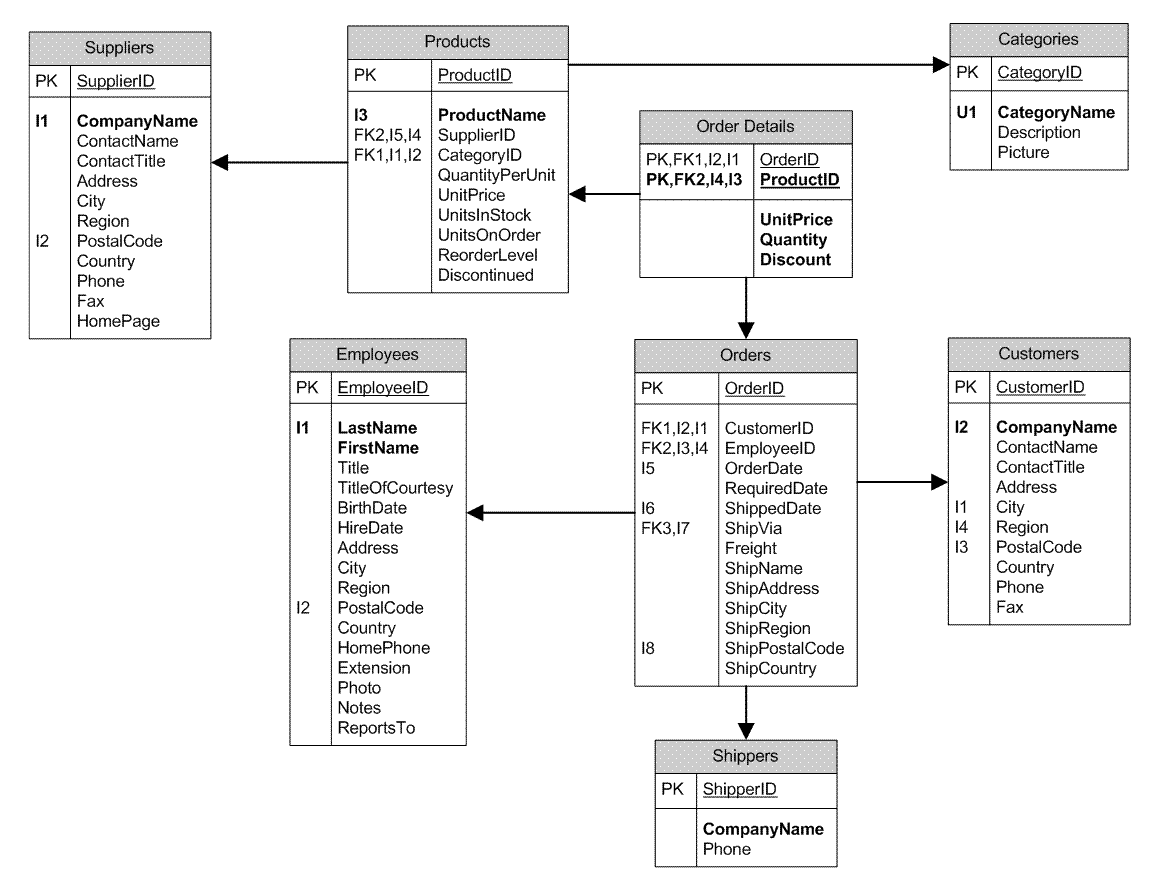 Suppliers
PK SupplierID
I1 CompanyName
ContactName
ContactTitle
Address
City
Region
I2 PostalCode
Country
Phone
Fax
HomePage
Products
PK ProductID
I3 ProductName
FK2,I5,I4 SupplierID
FK1,I1,I2 CategoryID
QuantityPerUnit
UnitPrice
UnitsInStock
UnitsOnOrder
ReorderLevel
Discontinued
Order Details
PK,FK1,I2,I1 OrderID
PK,FK2,I4,I3 ProductID
UnitPrice
Quantity
Discount
Categories
PK CategoryID
U1 CategoryName
Description
Picture
Employees
PK EmployeeID
I1 LastName
FirstName
Title
TitleOfCourtesy
BirthDate
HireDate
Address
City
Region
I2 PostalCode
Country
HomePhone
Extension
Photo
Notes
ReportsTo
Orders
PK OrderID
FK1,I2,I1 CustomerID
FK2,I3,I4 EmployeeID
I5 OrderDate
RequiredDate
I6 ShippedDate
FK3,I7 ShipVia
Freight
ShipName
ShipAddress
ShipCity
ShipRegion
I8 ShipPostalCode
ShipCountry
Customers
PK CustomerID
I2 CompanyName
ContactName
ContactTitle
Address
I1 City
I4 Region
I3 PostalCode
Country
Phone
Fax
Shippers
PK ShipperID
CompanyName
Phone